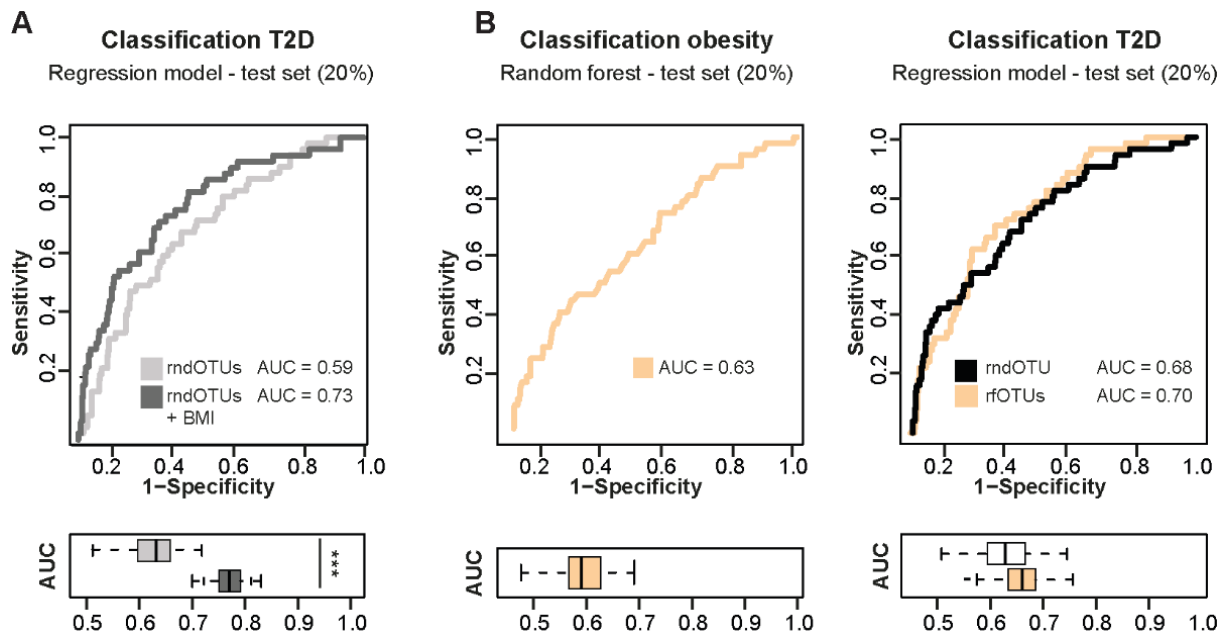 A
Classification T2D
Regression model - test set (20%)
Sensitivity
1.0
0.8
0.6
0.4
0.2
rndOTUs AUC = 0.59
rndOTUs AUC = 0.73
+ BMI
0.2 0.4 0.6 0.8 1.0
1−Specificity
AUC
***
0.5 0.6 0.7 0.8 0.9 1.0
B
Classification obesity
Random forest - test set (20%)
Sensitivity
1.0
0.8
0.6
0.4
0.2
AUC = 0.63
0.2 0.4 0.6 0.8 1.0
1−Specificity
AUC
0.5 0.6 0.7 0.8 0.9 1.0
Classification T2D
Regression model - test set (20%)
Sensitivity
1.0
0.8
0.6
0.4
0.2
rndOTU AUC = 0.68
rfOTUs AUC = 0.70
0.2 0.4 0.6 0.8 1.0
1−Specificity
AUC
0.5 0.6 0.7 0.8 0.9 1.0